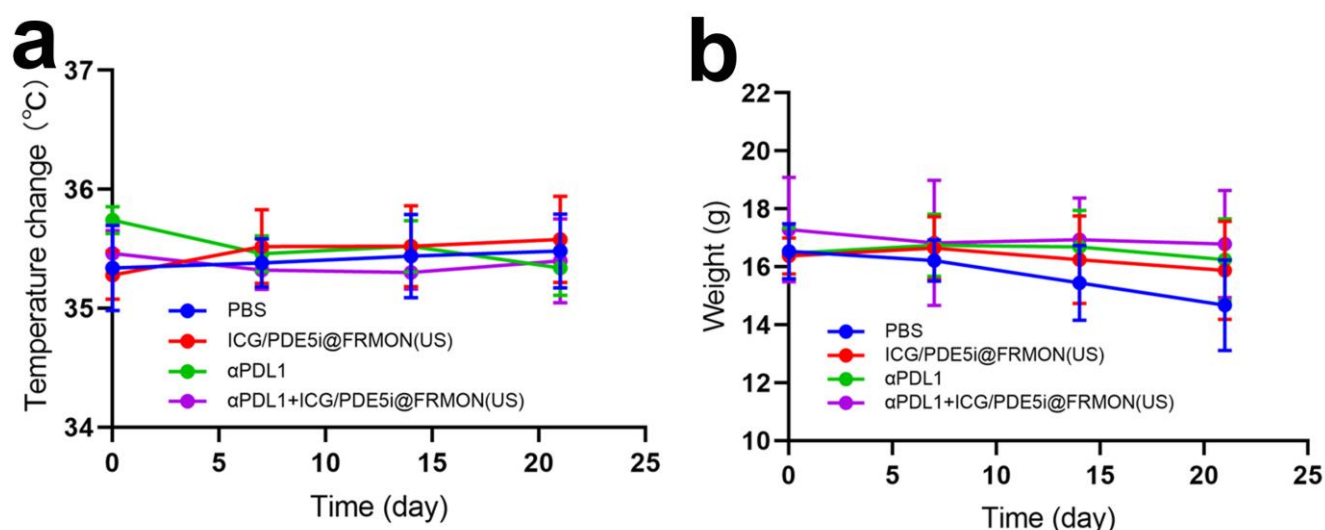 a
Temperature change (°C)
37
36
35
34
PBS
ICG/PDE5i@FRMON(US)
αPDL1
αPDL1+ICG/PDE5i@FRMON(US)
0 5 10 15 20 25
Time (day)
b
Weight (g)
22
20
18
16
14
12
10
PBS
ICG/PDE5i@FRMON(US)
αPDL1
αPDL1+ICG/PDE5i@FRMON(US)
0 5 10 15 20 25
Time (day)